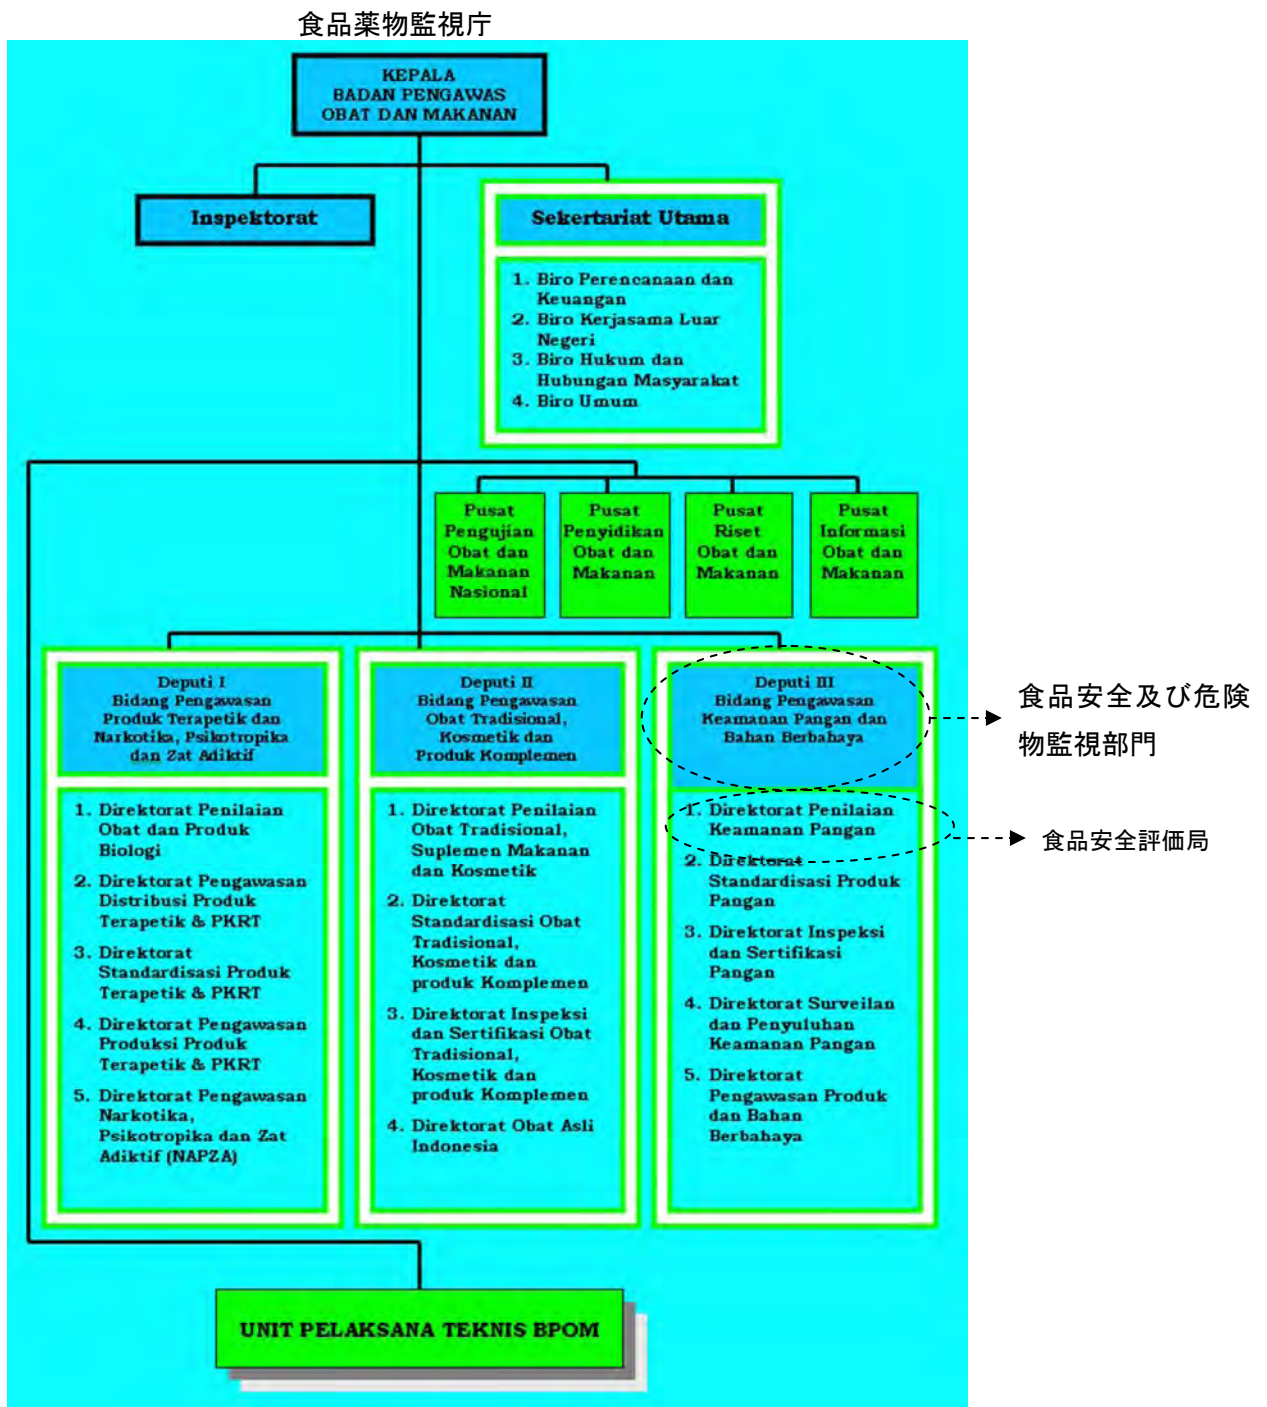 食品薬物監視庁
KEPALA
BADAN PENGAWAS
OBAT DAN MAKANAN
Inspektorat
Sekertariat Utama
1. Biro Perencanaan dan
Keuangan
2. Biro Kerjasama Luar
Negeri
3. Biro Hukum dan
Hubungan Masyarakat
4. Biro Umum
Pusat
Pengujian
Obat dan
Makanan
Nasional
Pusat
Penyidikan
Obat dan
Makanan
Pusat
Riset
Obat dan
Makanan
Pusat
Informasi
Obat dan
Makanan
Deputi I
Bidang Pengawasan
Produk Terapetik dan
Narkotika, Psikotropika
dan Zat Adiktif
1. Direktorat Penilaian
Obat dan Produk
Biologi
2. Direktorat Pengawasan
Distribusi Produk
Terapetik & PKRT
3. Direktorat
Standardisasi Produk
Terapetik & PKRT
4. Direktorat Pengawasan
Produksi Produk
Terapetik & PKRT
5. Direktorat Pengawasan
Narkotika,
Psikotropika dan Zat
Adiktif (NAPZA)
Deputi II
Bidang Pengawasan
Obat Tradisional,
Kosmetik dan
Produk Komplemen
1. Direktorat Penilaian
Obat Tradisional,
Suplemen Makanan
dan Kosmetik
2. Direktorat
Standardisasi Obat
Tradisional,
Kosmetik dan
produk Komplemen
3. Direktorat Inspeksi
dan Sertifikasi Obat
Tradisional,
Kosmetik dan
produk Komplemen
4. Direktorat Obat Asli
Indonesia
Deputi III
Bidang Pengawasan
Keamanan Pangan dan
Bahan Berbahaya
1. Direktorat Penilaian
Keamanan Pangan
2. Direktorat
Standardisasi Produk
Pangan
3. Direktorat Inspeksi
dan Sertifikasi
Pangan
4. Direktorat Surveilan
dan Penyuluhan
Keamanan Pangan
5. Direktorat
Pengawasan Produk
dan Bahan
Berbahaya
食品安全及び危険
物監視部門
食品安全評価局
UNIT PELAKSANA TEKNIS BPOM